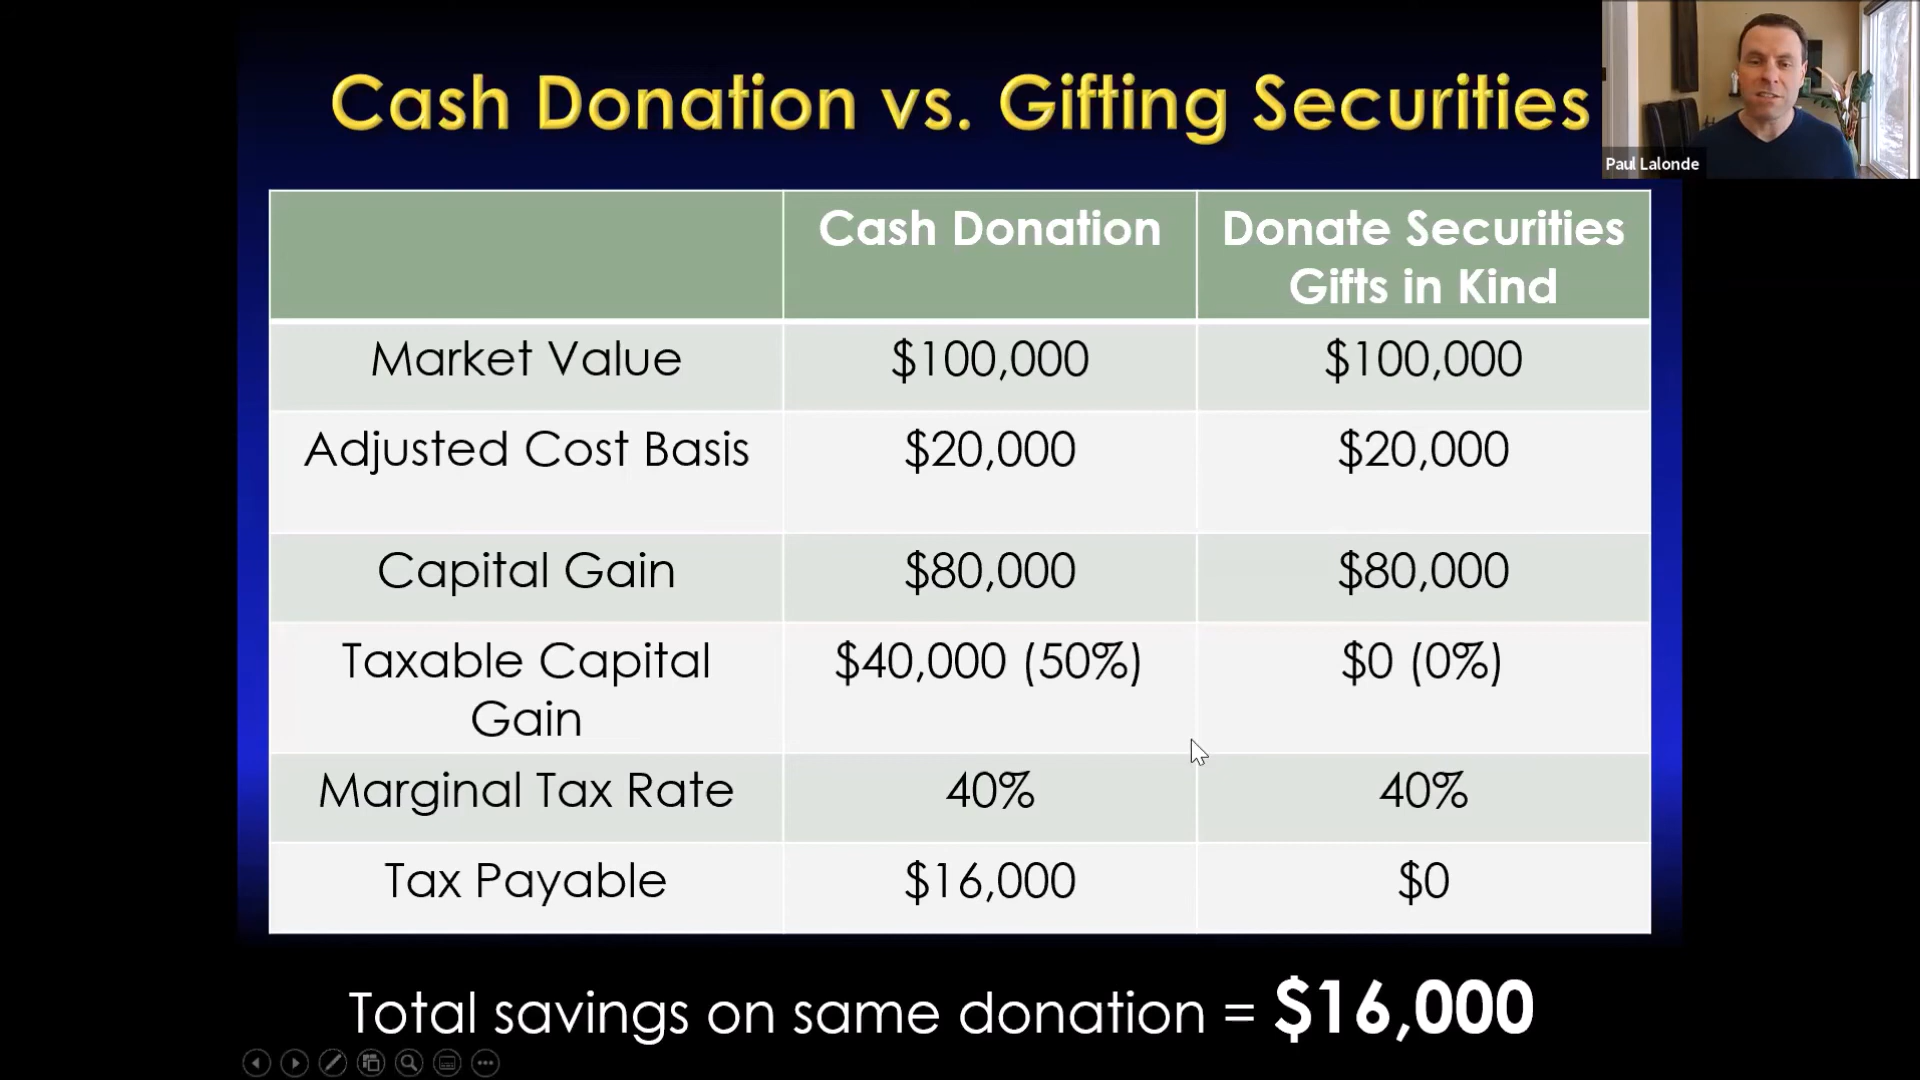 Cash Donation vs. Gifting Securities
Paul Lalonde
Cash Donation
Donate Securities
Gifts in Kind
Market Value
$100,000
$100,000
Adjusted Cost Basis
$20,000
$20,000
Capital Gain
$80,000
$80,000
Taxable Capital
Gain
$40,000 (50%)
$0 (0%)
Marginal Tax Rate
40%
40%
Tax Payable
$16,000
$0
Total savings on same donation = $16,000